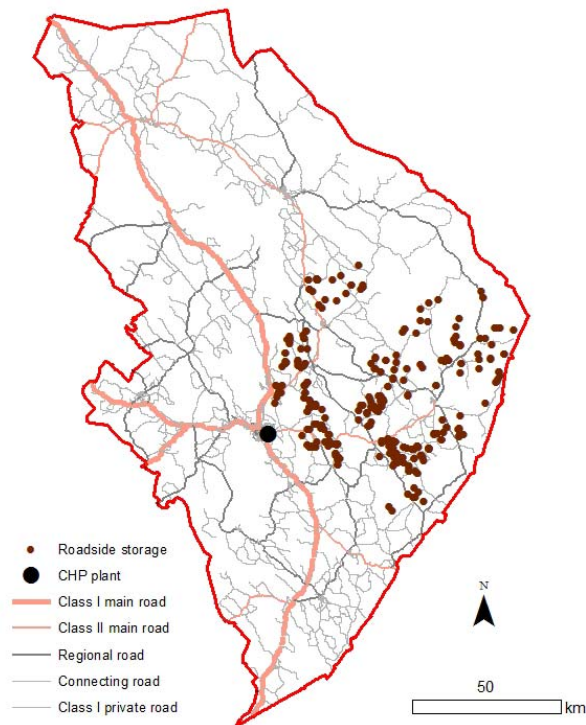 Roadside storage
CHP plant
Class I main road
Class II main road
Regional road
Connecting road
Class I private road
N
50
km